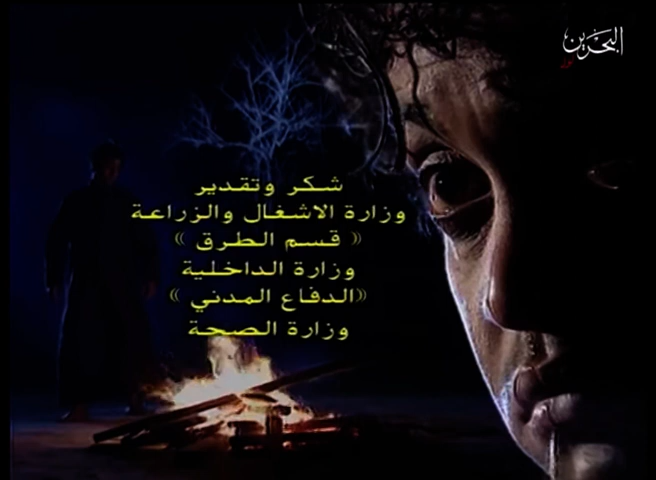 البحرين
شكر وتقدير
وزارة الاشغال والزراعة
« قسم الطرق »
وزارة الداخلية
«الدفاع المدني »
وزارة الصحة